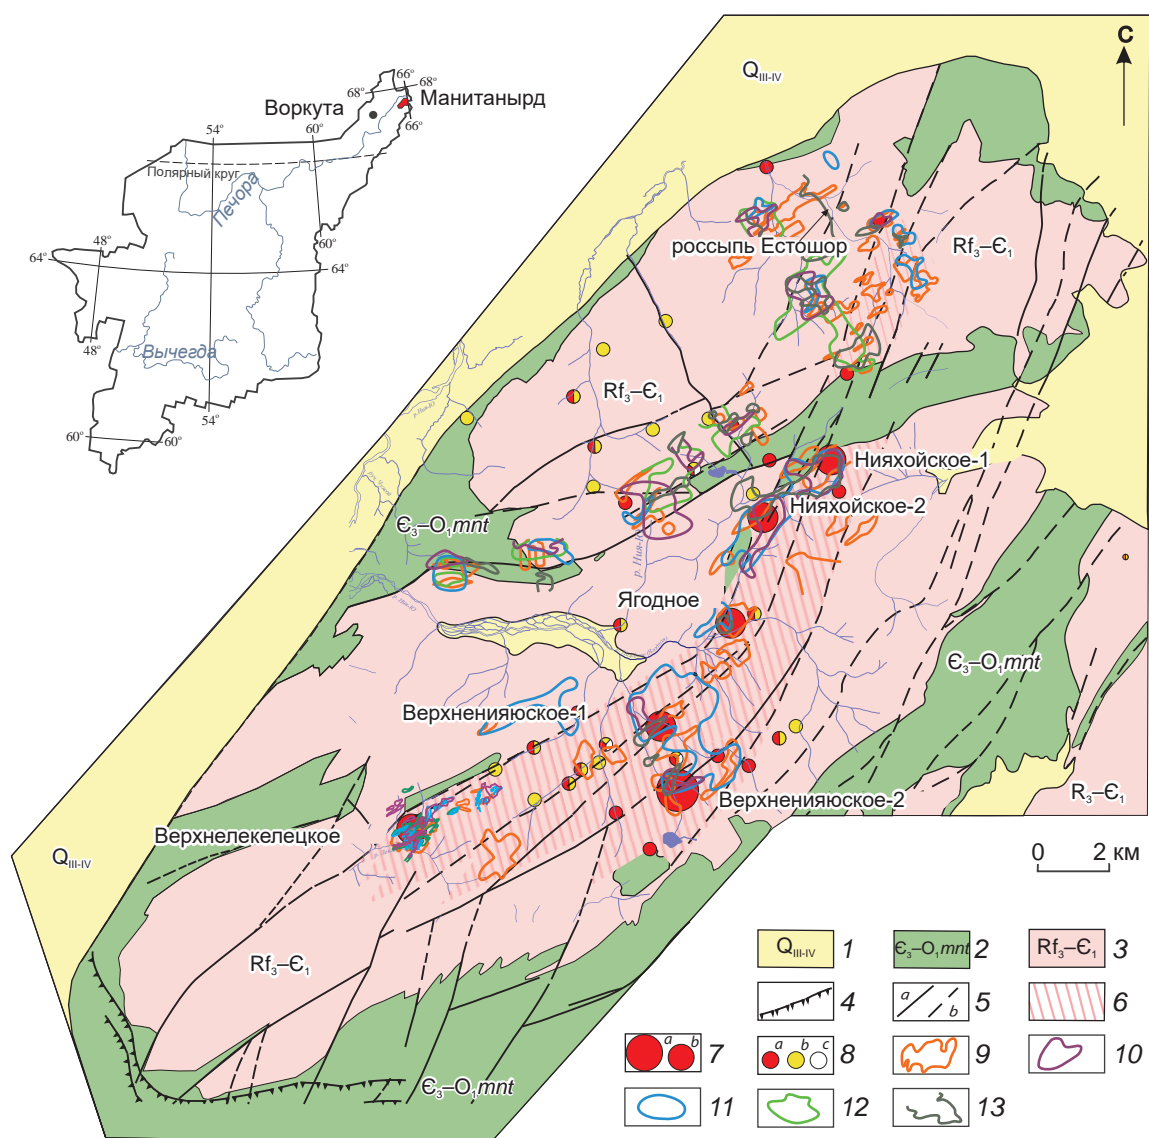 С
Q III-IV
66°
68°
68°
Воркута
Манитанырд
66°
54°
60°
Полярный круг
Печора
60°
48°
64°
64°
48°
Вычегда
54°
60°
60°
россыпь Естошор
Rf₃–Є₁
р. Ния-Ю
Rf₃–Є₁
Нияхойское-1
Нияхойское-2
Є₃–O₁mnt
р. Ния-Ю
Ягодное
р. Ния-Ю
Є₃–O₁mnt
Верхненияюское-1
R₃–Є₁
Верхненияюское-2
Верхнелекелецкое
Q III-IV
0 2 км
Rf₃–Є₁
Є₃–O₁mnt
Q III-IV 1
Є₃–O₁mnt 2
Rf₃–Є₁ 3
4
a b 5
6
a b 7
a b c 8
9
10
11
12
13